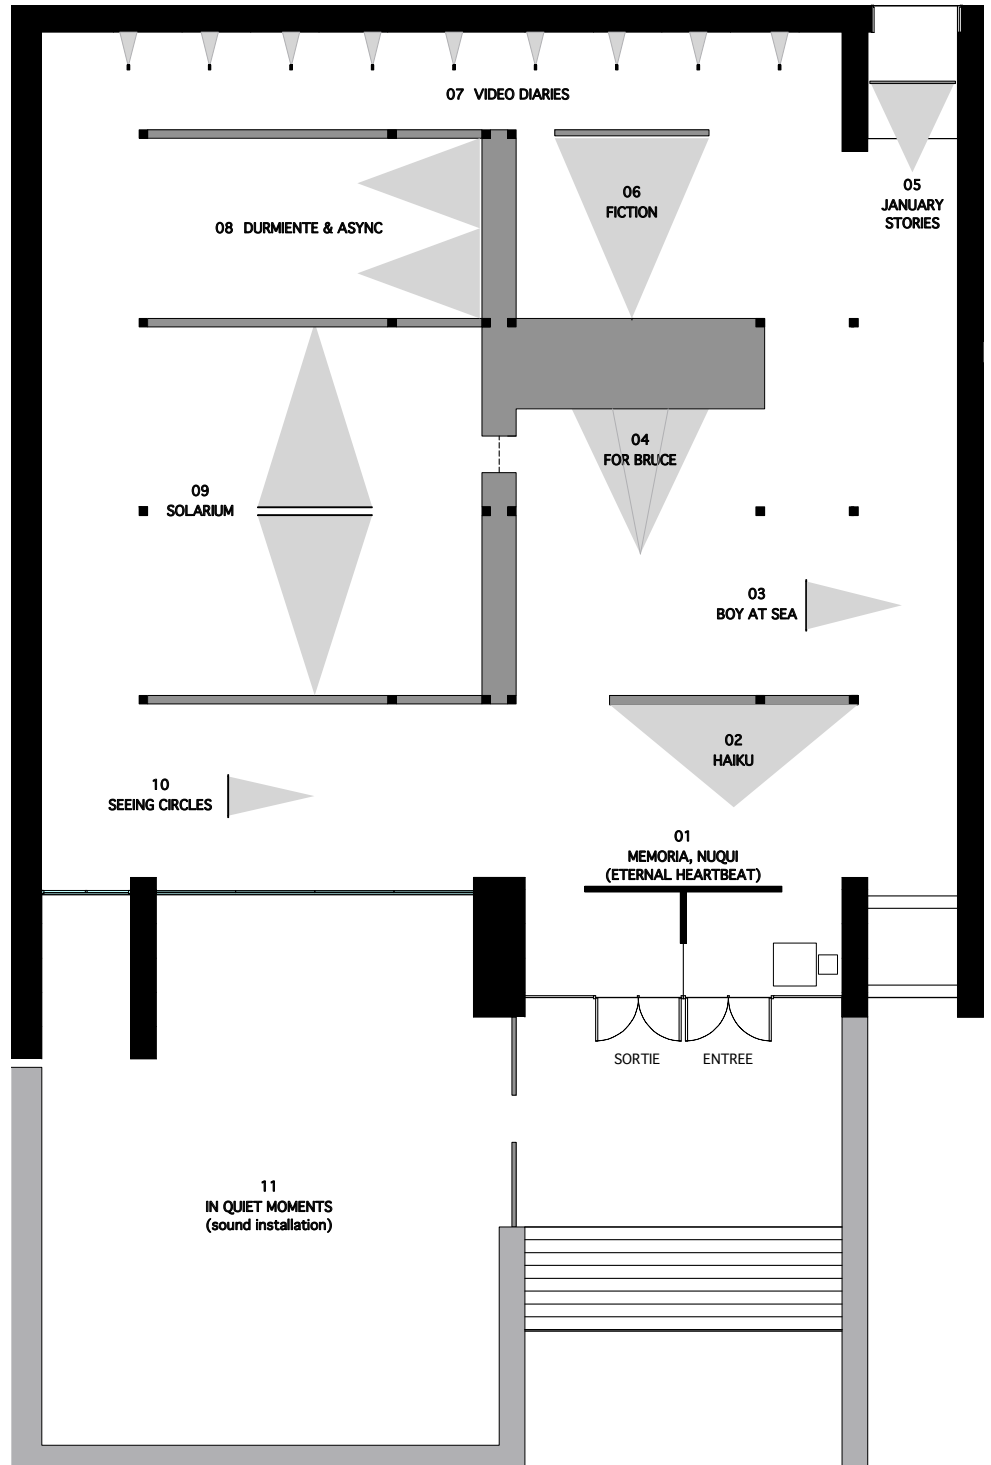 07 VIDEO DIARIES
05
JANUARY
STORIES
06
FICTION
08 DURMIENTE & ASYNC
04
FOR BRUCE
09
SOLARIUM
03
BOY AT SEA
02
HAIKU
10
SEEING CIRCLES
01
MEMORIA, NUQUI
(ETERNAL HEARTBEAT)
SORTIE
ENTREE
11
IN QUIET MOMENTS
(sound installation)